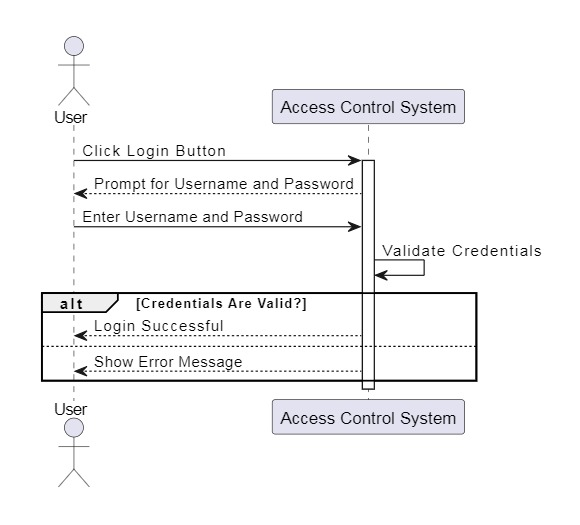 User
Access Control System
Click Login Button
Prompt for Username and Password
Enter Username and Password
Validate Credentials
alt [Credentials Are Valid?]
Login Successful
Show Error Message
User
Access Control System